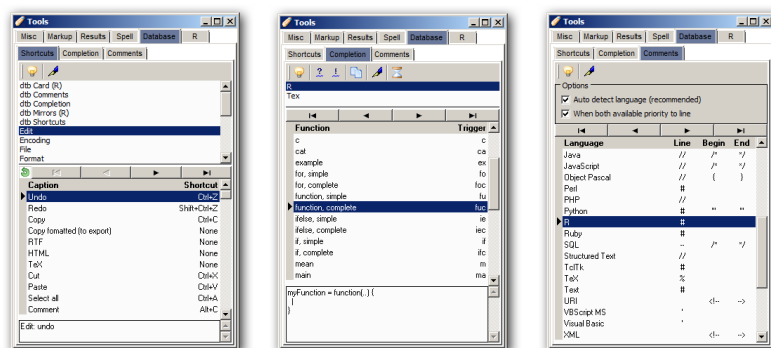 Tools
Misc Markup Results Spell Database R
Shortcuts Completion Comments
dtb Card (R)
dtb Comments
dtb Completion
dtb Mirrors (R)
dtb Shortcuts
Edit
Encoding
File
Format
Caption Shortcut
Undo Ctrl+Z
Redo Shift+Ctrl+Z
Copy Ctrl+C
Copy fomatted (to export) None
RTF None
HTML None
TeX None
Cut Ctrl+X
Paste Ctrl+V
Select all Ctrl+A
Comment Alt+C
Edit: undo
Tools
Misc Markup Results Spell Database R
Shortcuts Completion Comments
R
Tex
Function Trigger
c c
cat ca
example ex
for, simple fo
for, complete foc
function, simple fu
function, complete fuc
ifelse, simple ie
ifelse, complete iec
if, simple if
if, complete ifc
mean m
main ma
myFunction = function(..) {
|
}
Tools
Misc Markup Results Spell Database R
Shortcuts Completion Comments
Options
Auto detect language (recommended)
When both available priority to line
Language Line Begin End
Java // /* */
JavaScript // /* */
Object Pascal // { }
Perl #
PHP //
Python # ''' '''
R #
Ruby #
SQL -- /* */
Structured Text //
TclTk #
TeX %
Text #
URI <!-- -->
VBScript MS '
Visual Basic '
XML <!-- -->